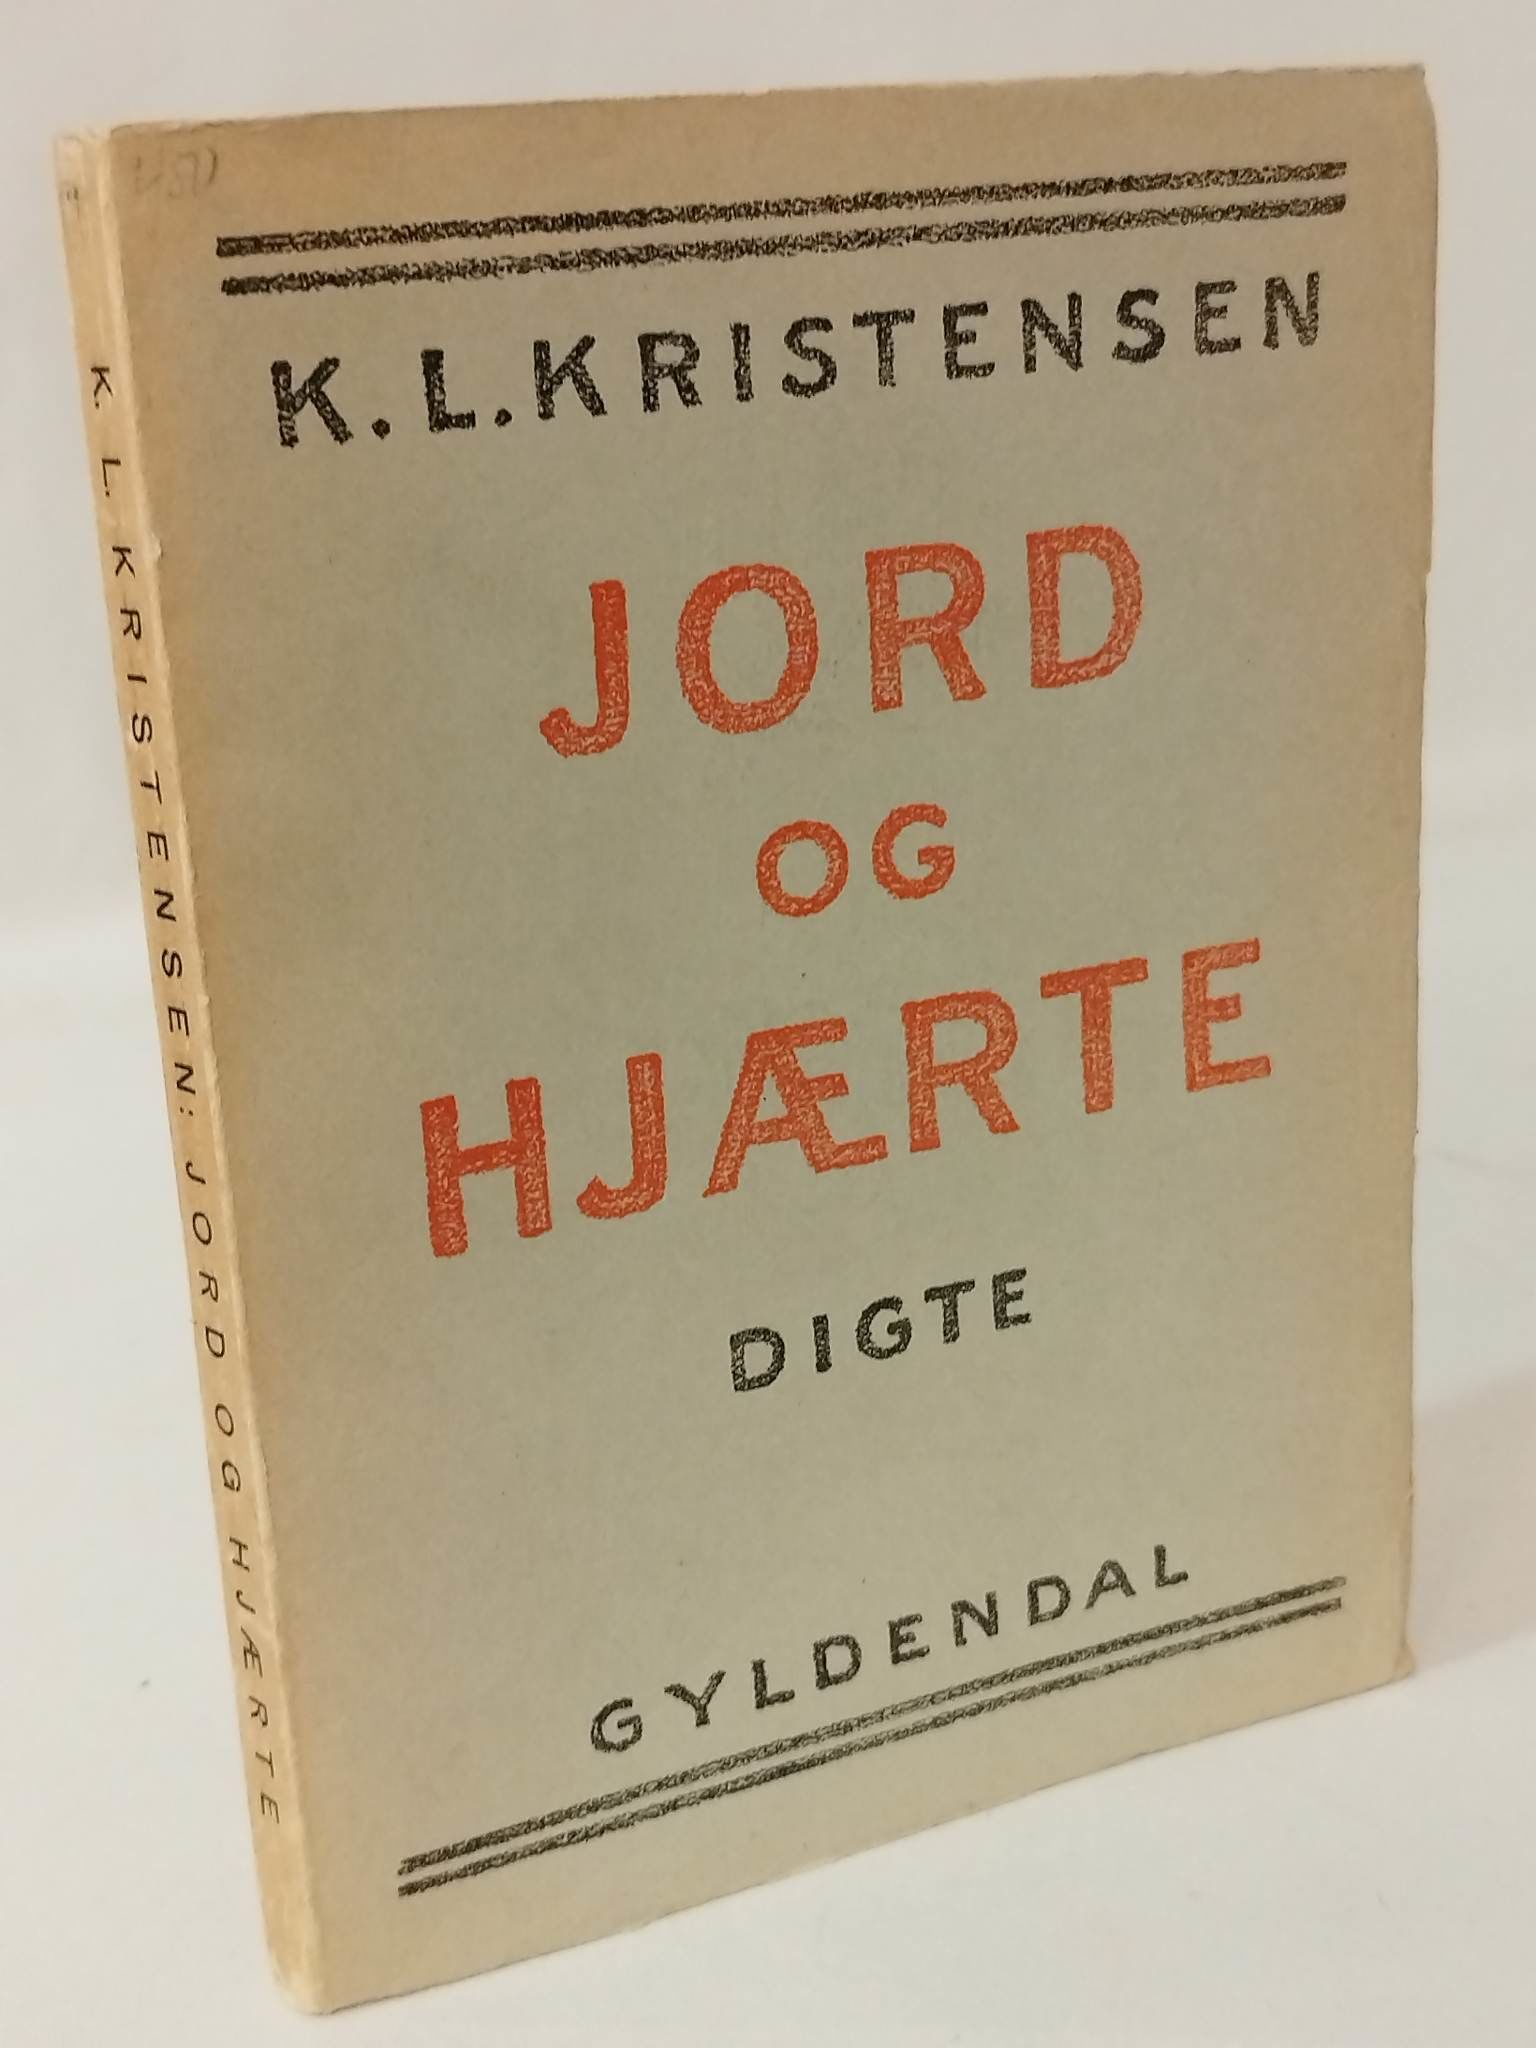 K. L. KRISTENSEN
JORD
OG
HJÆRTE
DIGTE
GYLDENDAL
K. L. KRISTENSEN: JORD OG HJÆRTE